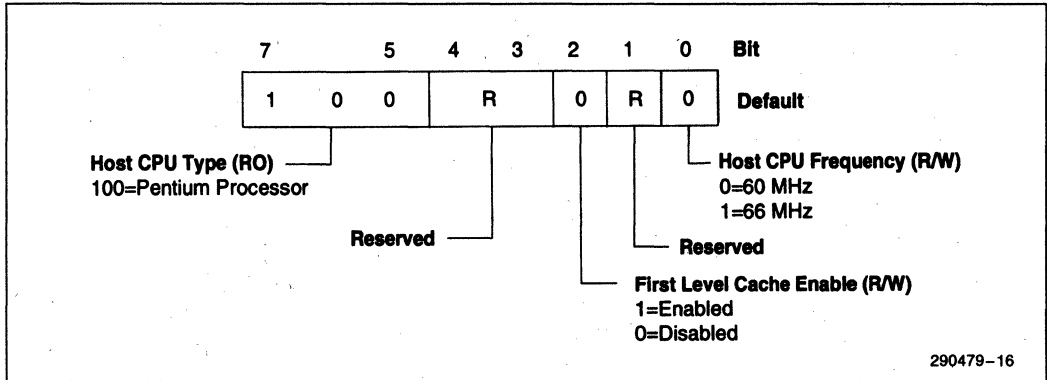 7 5 4 3 2 1 0 Bit
1 0 0 R 0 R 0 Default
Host CPU Type (RO)
100=Pentium Processor
Host CPU Frequency (R/W)
0=60 MHz
1=66 MHz
Reserved
Reserved
First Level Cache Enable (R/W)
1=Enabled
0=Disabled
290479-16